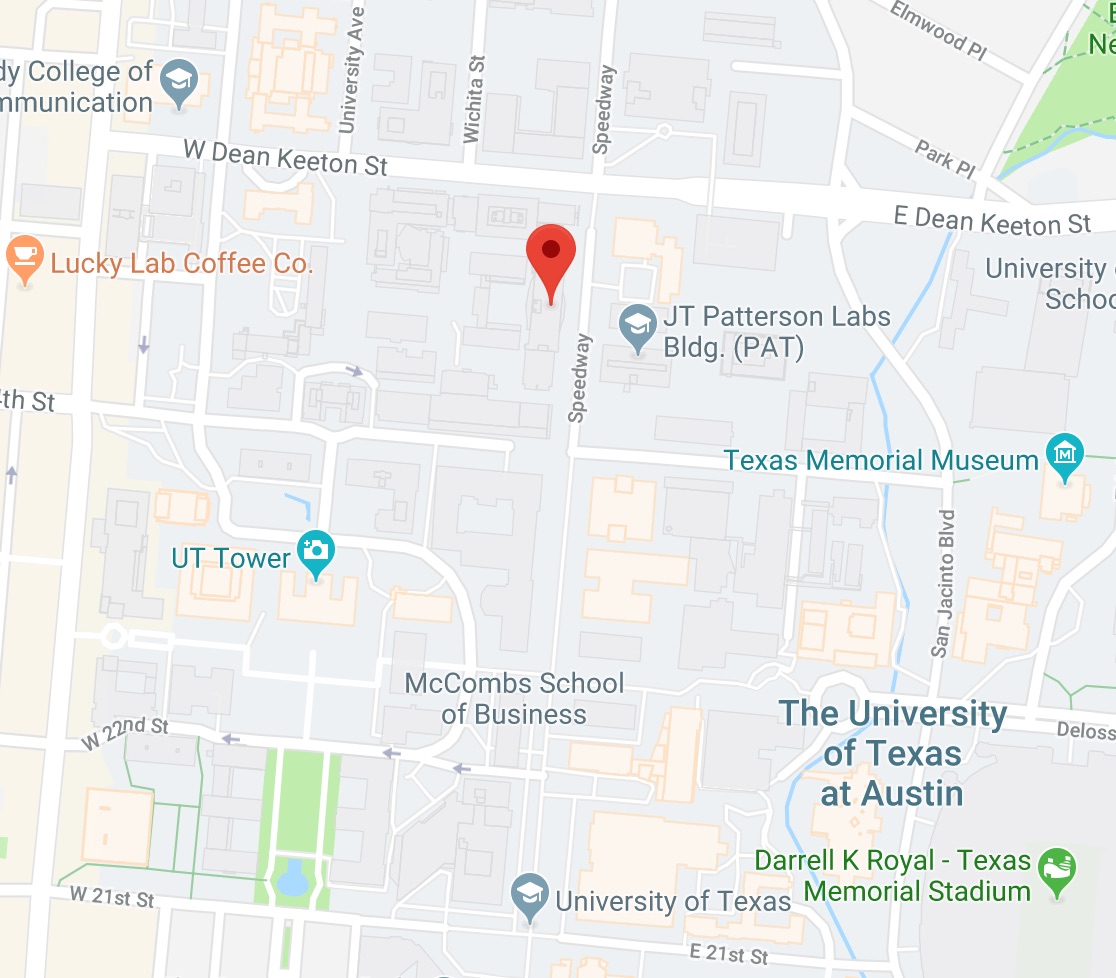 Elmwood Pl
University Ave
Wichita St
Speedway
dy College of
mmunication
W Dean Keeton St
Park Pl
E Dean Keeton St
Lucky Lab Coffee Co.
University
Schoo
JT Patterson Labs
Bldg. (PAT)
Speedway
4th St
Texas Memorial Museum
M
UT Tower
San Jacinto Blvd
McCombs School
of Business
The University
of Texas
at Austin
W 22nd St
Deloss
Darrell K Royal - Texas
Memorial Stadium
W 21st St
University of Texas
E 21st St